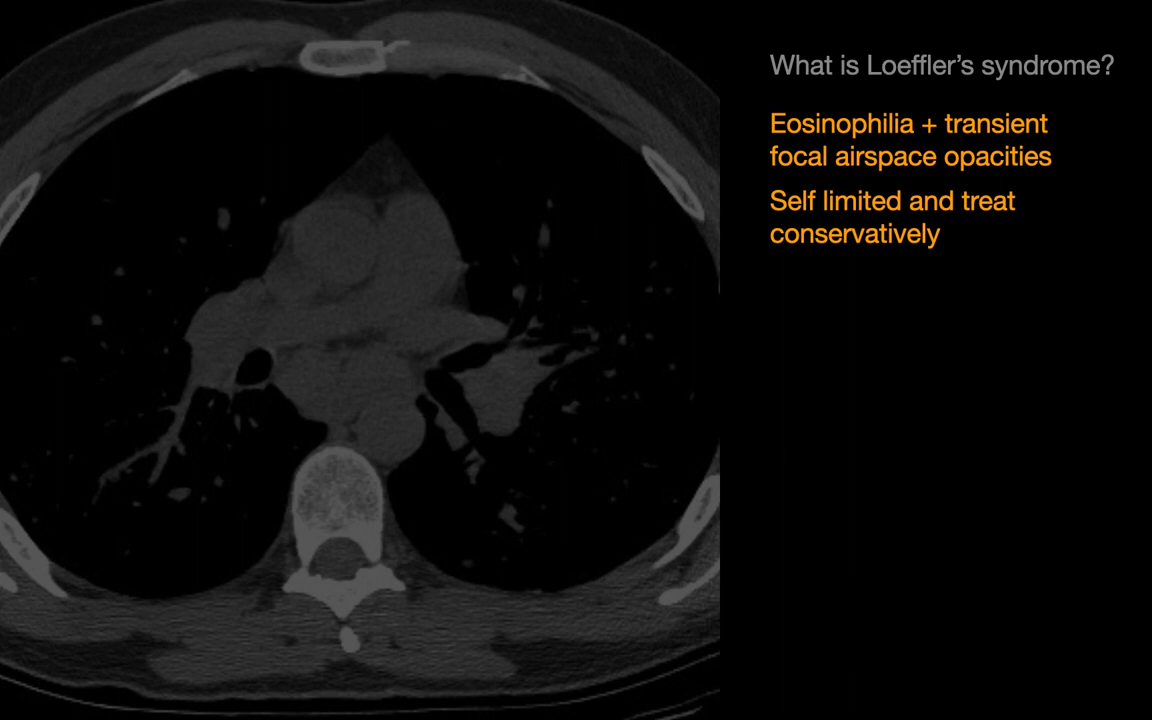 What is Loeffler’s syndrome?
Eosinophilia + transient
focal airspace opacities
Self limited and treat
conservatively